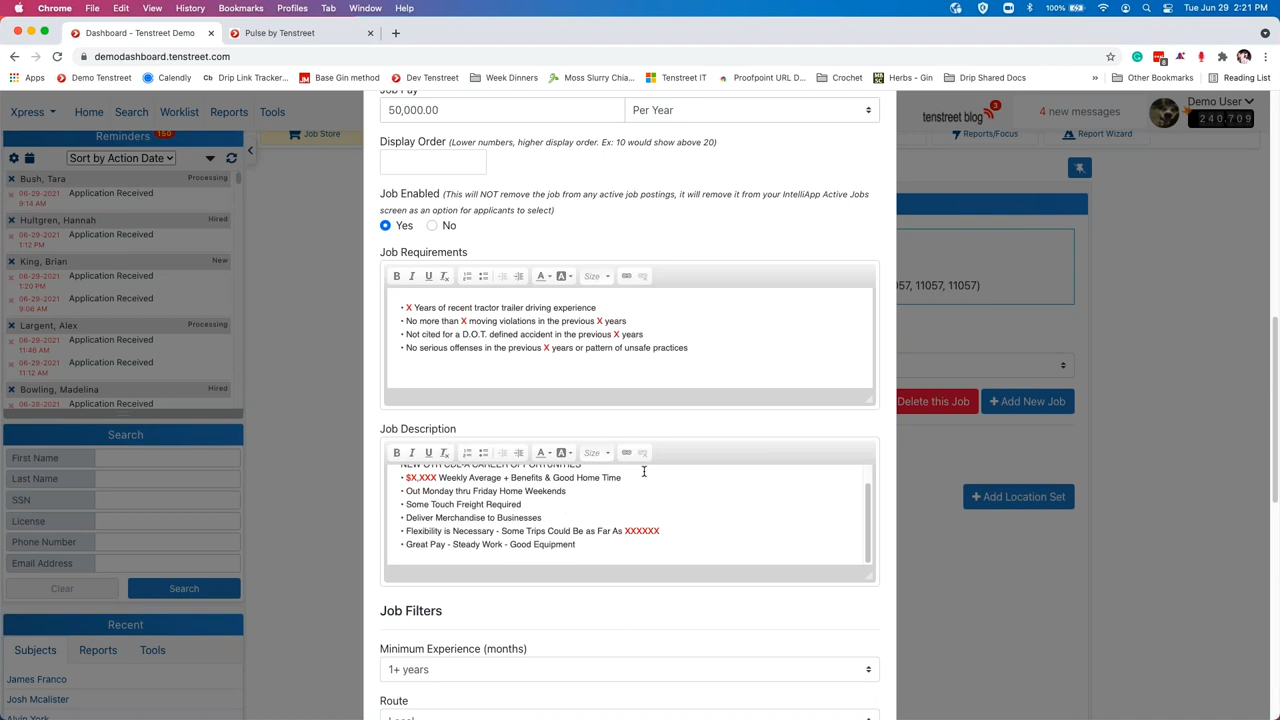 Chrome File Edit View History Bookmarks Profiles Tab Window Help 100% Tue Jun 29 2:21 PM
Dashboard - Tenstreet Demo Pulse by Tenstreet
demodashboard.tenstreet.com
Apps Demo Tenstreet Calendly Drip Link Tracker... Base Gin method Dev Tenstreet Week Dinners Moss Slurry Chia... Tenstreet IT Proofpoint URL D... Crochet Herbs - Gin Drip Shared Docs » Other Bookmarks Reading List
Xpress Home Search Worklist Reports Tools
tenstreet blog 3
4 new messages
Demo User
240,709
Reminders 150
Job Store
Reports/Focus
Report Wizard
Sort by Action Date
Bush, Tara Processing
06-29-2021 Application Received
9:14 AM
Hultgren, Hannah Hired
06-29-2021 Application Received
1:12 PM
King, Brian New
06-29-2021 Application Received
1:20 PM
06-29-2021 Application Received
9:06 AM
Largent, Alex Processing
06-29-2021 Application Received
11:46 AM
06-29-2021 Application Received
11:12 AM
Bowling, Madelina Hired
06-28-2021 Application Received
Search
First Name
Last Name
SSN
License
Phone Number
Email Address
Clear Search
Recent
Subjects Reports Tools
James Franco
Josh Mcalister
Alvin York
Job Pay
50,000.00 Per Year
Display Order (Lower numbers, higher display order. Ex: 10 would show above 20)
Job Enabled (This will NOT remove the job from any active job postings, it will remove it from your IntelliApp Active Jobs
screen as an option for applicants to select)
Yes No
Job Requirements
B I U Tx A A Size
• X Years of recent tractor trailer driving experience
• No more than X moving violations in the previous X years
• Not cited for a D.O.T. defined accident in the previous X years
• No serious offenses in the previous X years or pattern of unsafe practices
Job Description
B I U Tx A A Size
NEW OTR CDL-A CAREER OPPORTUNITIES
• $X,XXX Weekly Average + Benefits & Good Home Time
• Out Monday thru Friday Home Weekends
• Some Touch Freight Required
• Deliver Merchandise to Businesses
• Flexibility is Necessary - Some Trips Could Be as Far As XXXXXX
• Great Pay - Steady Work - Good Equipment
Job Filters
Minimum Experience (months)
1+ years
Route
Local
057, 11057, 11057)
Delete this Job
Add New Job
Add Location Set